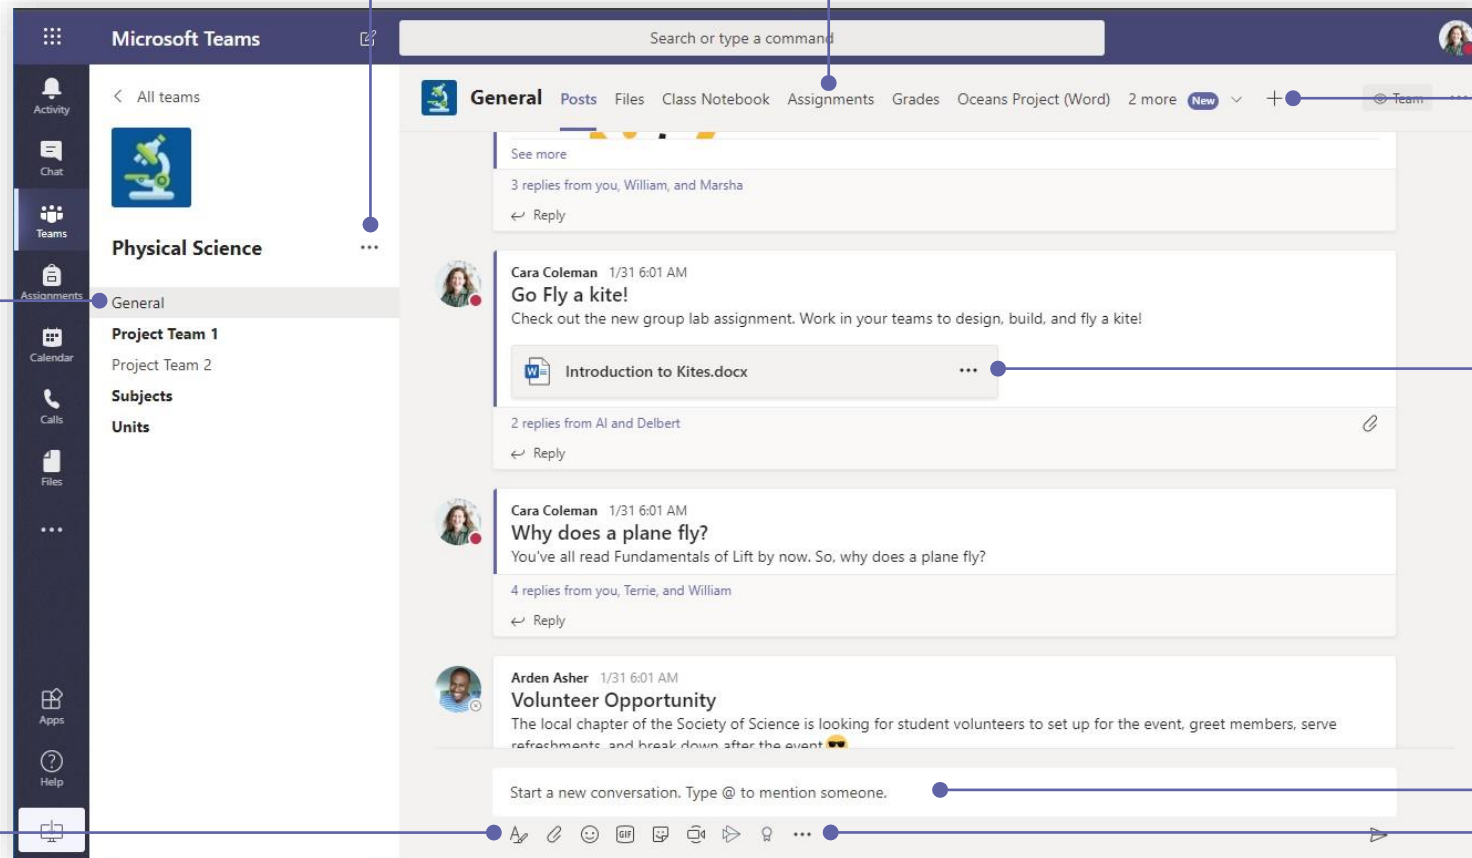 Microsoft Teams
Search or type a command
Activity
Chat
Teams
Assignments
Calendar
Calls
Files
Apps
Help
All teams
Physical Science
General
Project Team 1
Project Team 2
Subjects
Units
General Posts Files Class Notebook Assignments Grades Oceans Project (Word) 2 more New Team
See more
3 replies from you, William, and Marsha
Reply
Cara Coleman 1/31 6:01 AM
Go Fly a kite!
Check out the new group lab assignment. Work in your teams to design, build, and fly a kite!
Introduction to Kites.docx
2 replies from Al and Delbert
Reply
Cara Coleman 1/31 6:01 AM
Why does a plane fly?
You've all read Fundamentals of Lift by now. So, why does a plane fly?
4 replies from you, Terrie, and William
Reply
Arden Asher 1/31 6:01 AM
Volunteer Opportunity
The local chapter of the Society of Science is looking for student volunteers to set up for the event, greet members, serve
refreshments, and break down after the event
Start a new conversation. Type @ to mention someone.
GIF